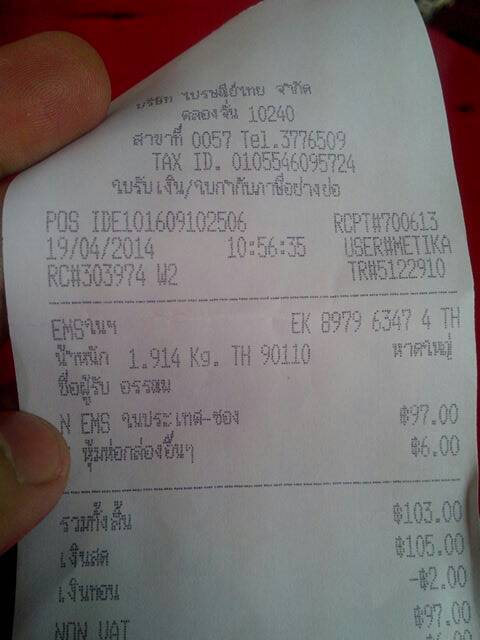 บริษัท ไปรษณีย์ไทย จำกัด
คลองจั่น 10240
สาขาที่ 0057 Tel.3776509
TAX ID. 0105546095724
ใบรับเงิน/ใบกำกับภาษีอย่างย่อ
POS IDE101609102506 RCPT#700613
19/04/2014 10:56:35 USER#METIKA
RC#303974 W2 TR#5122910
EMSในฯ EK 8979 6347 4 TH
น้ำหนัก 1.914 Kg. TH 90110 หาดใหญ่
ชื่อผู้รับ อรรถพ
N EMS ในประเทศ-ซอง ฿97.00
หุ้มห่อกล่องอื่นๆ ฿6.00
รวมทั้งสิ้น ฿103.00
เงินสด ฿105.00
เงินทอน -฿2.00
NON VAT ฿97.00